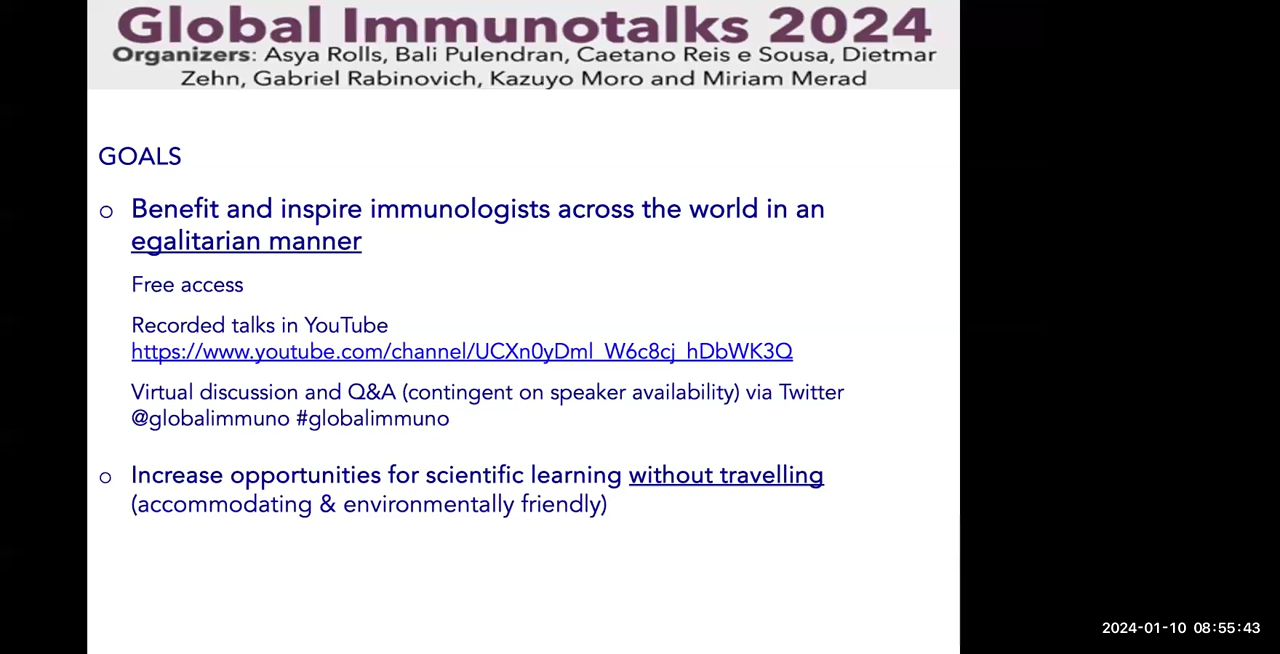 Global Immunotalks 2024
Organizers: Asya Rolls, Bali Pulendran, Caetano Reis e Sousa, Dietmar
Zehn, Gabriel Rabinovich, Kazuyo Moro and Miriam Merad
GOALS
o Benefit and inspire immunologists across the world in an
egalitarian manner
Free access
Recorded talks in YouTube
https://www.youtube.com/channel/UCXn0yDml_W6c8cj_hDbWK3Q
Virtual discussion and Q&A (contingent on speaker availability) via Twitter
@globalimmuno #globalimmuno
o Increase opportunities for scientific learning without travelling
(accommodating & environmentally friendly)
2024-01-10 08:55:43